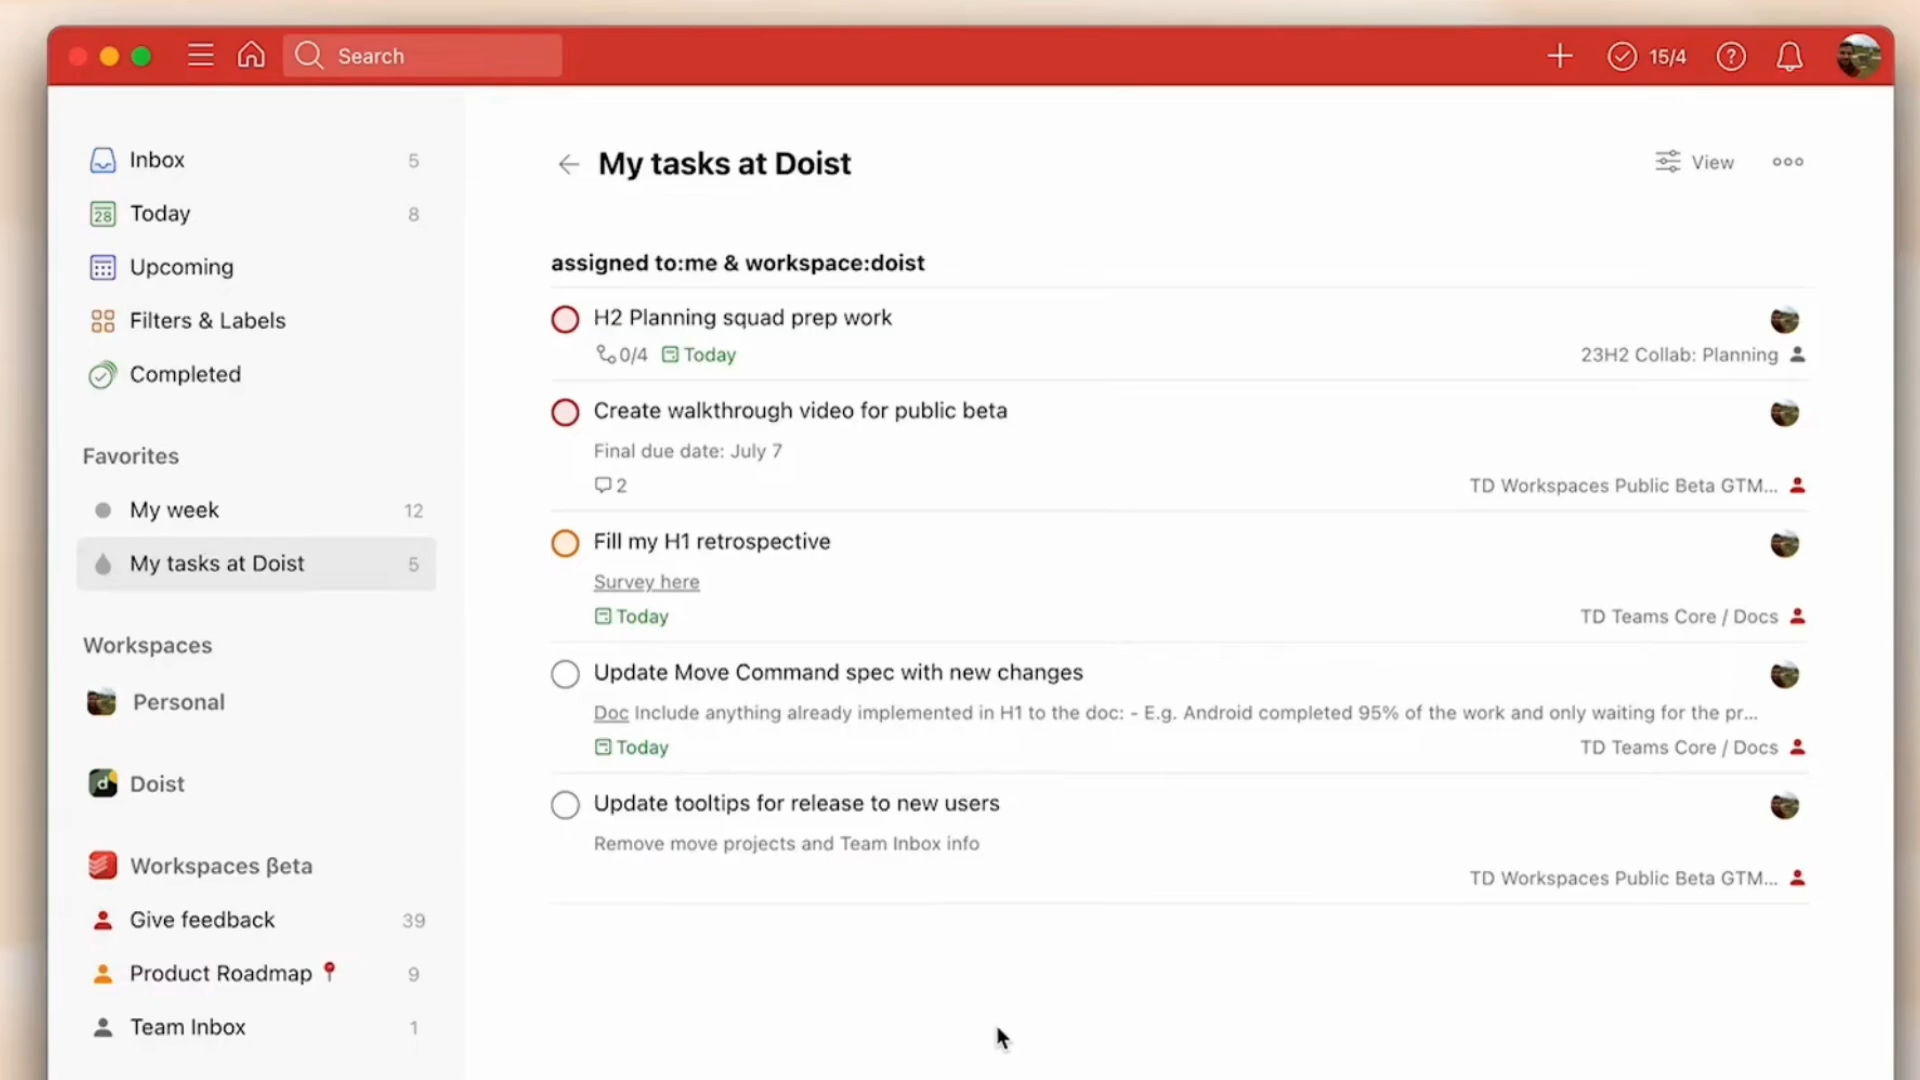 Search
15/4
Inbox 5
28
Today 8
Upcoming
Filters & Labels
Completed
Favorites
My week 12
My tasks at Doist 5
Workspaces
Personal
d
Doist
Workspaces βeta
Give feedback 39
Product Roadmap 9
Team Inbox 1
My tasks at Doist
View
assigned to:me & workspace:doist
H2 Planning squad prep work
0/4 Today 23H2 Collab: Planning
Create walkthrough video for public beta
Final due date: July 7
2 TD Workspaces Public Beta GTM...
Fill my H1 retrospective
Survey here
Today TD Teams Core / Docs
Update Move Command spec with new changes
Doc Include anything already implemented in H1 to the doc: - E.g. Android completed 95% of the work and only waiting for the pr...
Today TD Teams Core / Docs
Update tooltips for release to new users
Remove move projects and Team Inbox info
TD Workspaces Public Beta GTM...